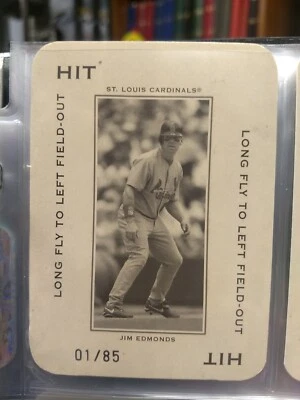 HIT
ST. LOUIS CARDINALS®
LONG FLY TO LEFT FIELD-OUT
LONG FLY TO LEFT FIELD-OUT
JIM EDMONDS
01/85
HIT